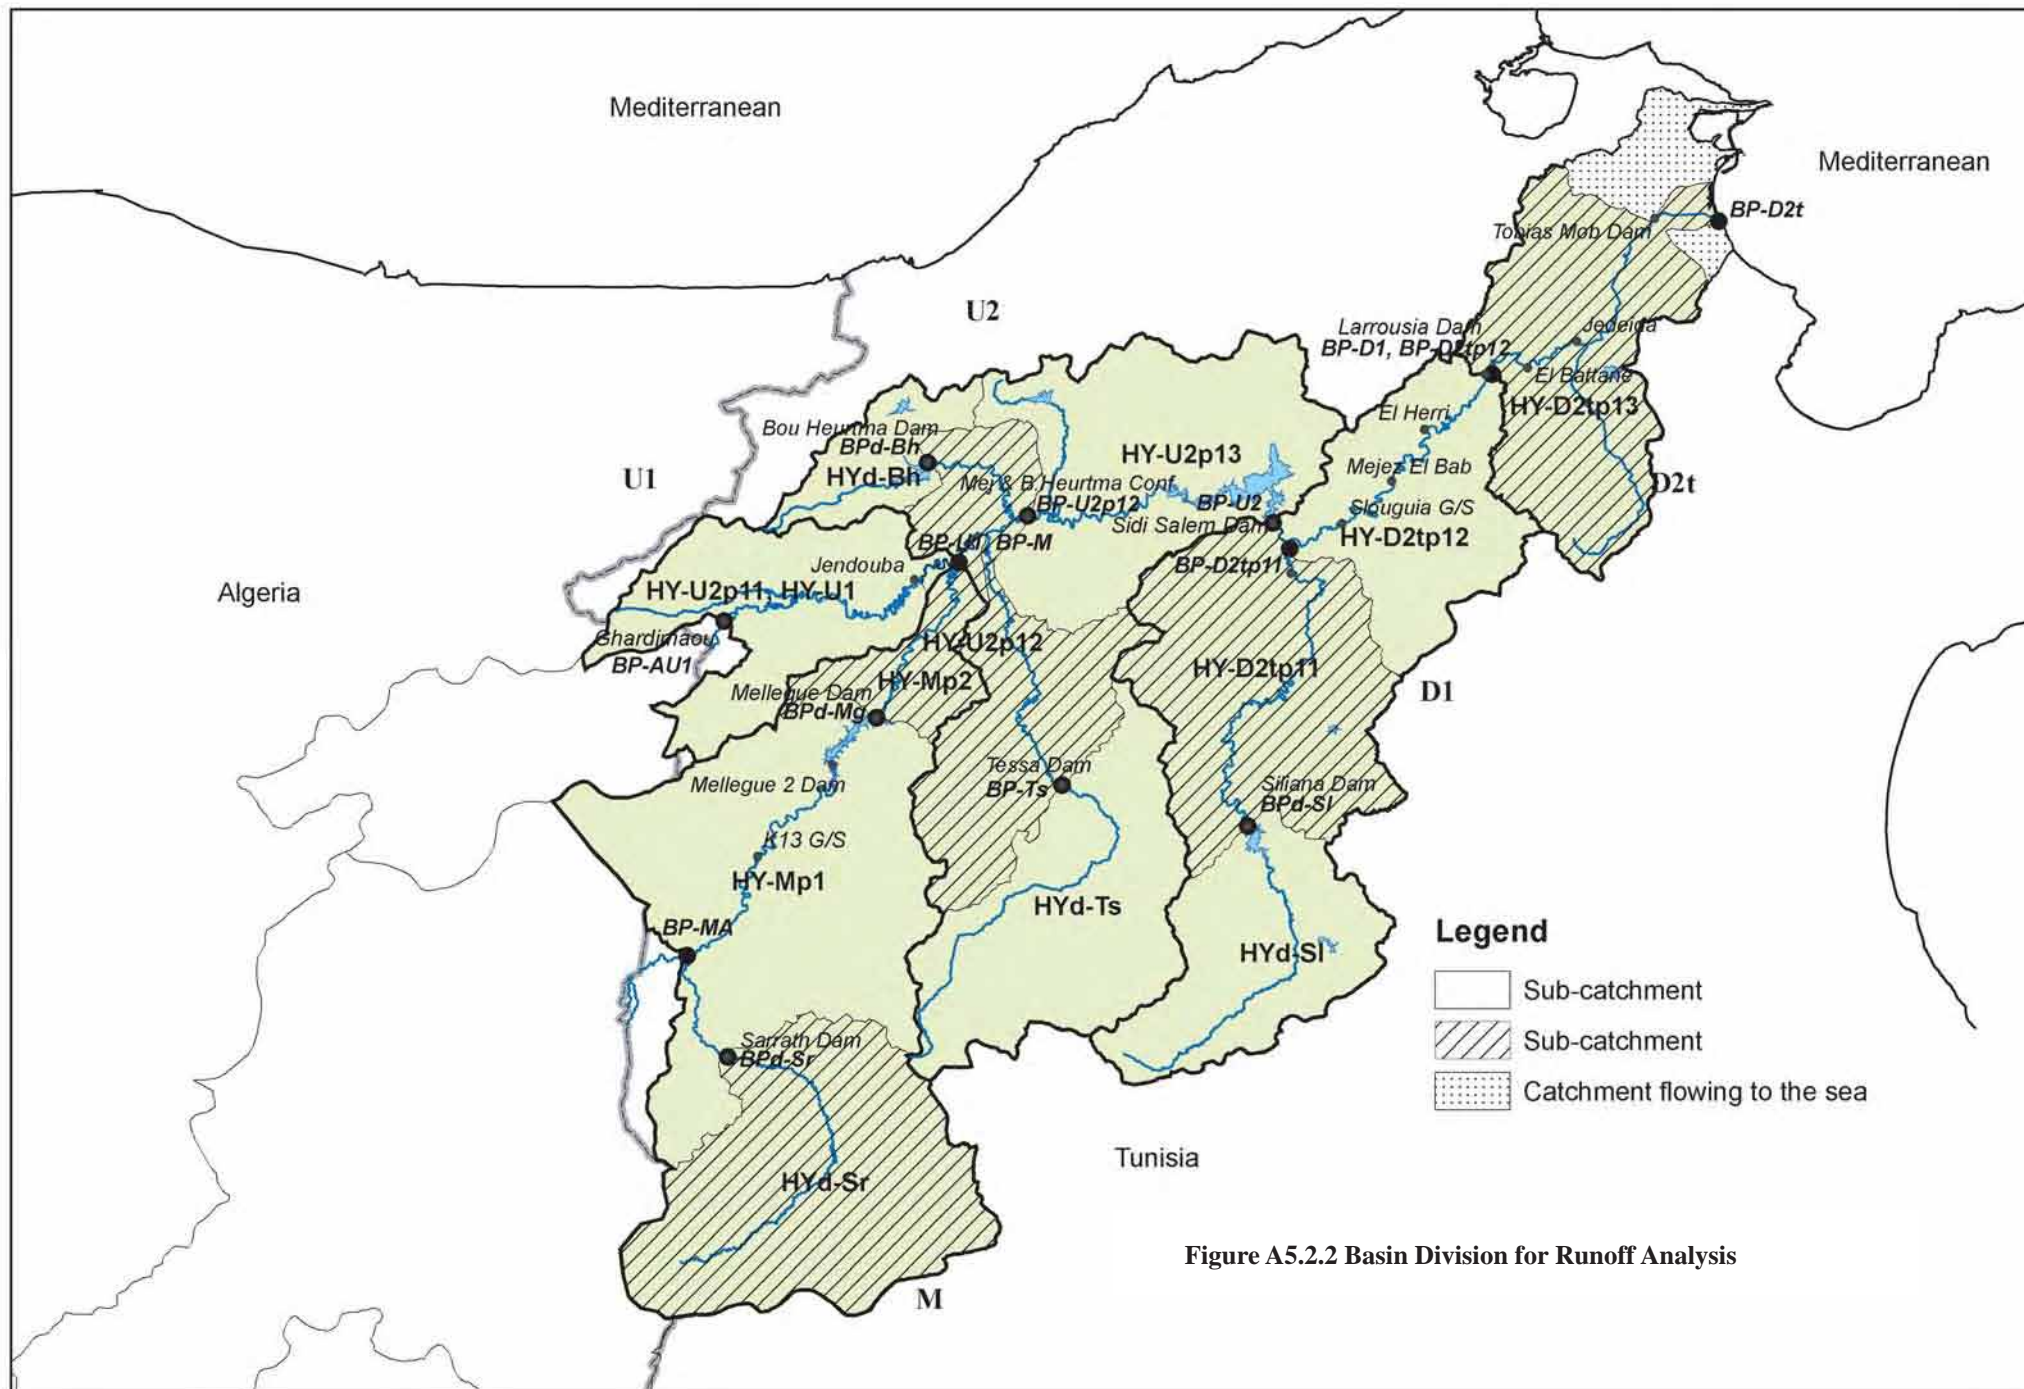 Mediterranean
Mediterranean
BP-D2t
Tobias Mob Dam
U2
Larrousia Dam
Jedeida
BP-D1, BP-D2tp12
El Battane
HY-D2tp13
El Herri
Bou Heurtma Dam
BPd-Bh
HYd-Bh
HY-U2p13
Mejez El Bab
U1
D2t
Mej & B.Heurtma Conf.
BP-U2p12
BP-U2
Slouguia G/S
Sidi Salem Dam
HY-D2tp12
BP-U1, BP-M
Jendouba
BP-D2tp11
Algeria
HY-U2p11, HY-U1
Ghardimaou
BP-AU1
HY-U2p12
HY-Mp2
HY-D2tp11
D1
Mellegue Dam
BPd-Mg
Mellegue 2 Dam
Tessa Dam
BP-Ts
Siliana Dam
BPd-Sl
K13 G/S
HY-Mp1
HYd-Ts
BP-MA
HYd-Sl
Legend
Sub-catchment
Sub-catchment
Catchment flowing to the sea
Sarrath Dam
BPd-Sr
HYd-Sr
Tunisia
M
Figure A5.2.2 Basin Division for Runoff Analysis